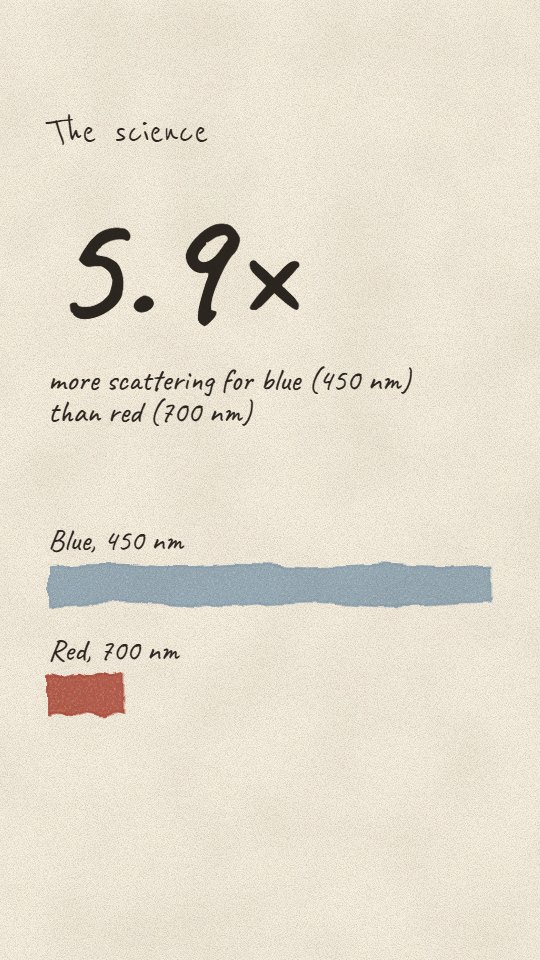 The science
5.9×
more scattering for blue (450 nm)
than red (700 nm)
Blue, 450 nm
Red, 700 nm